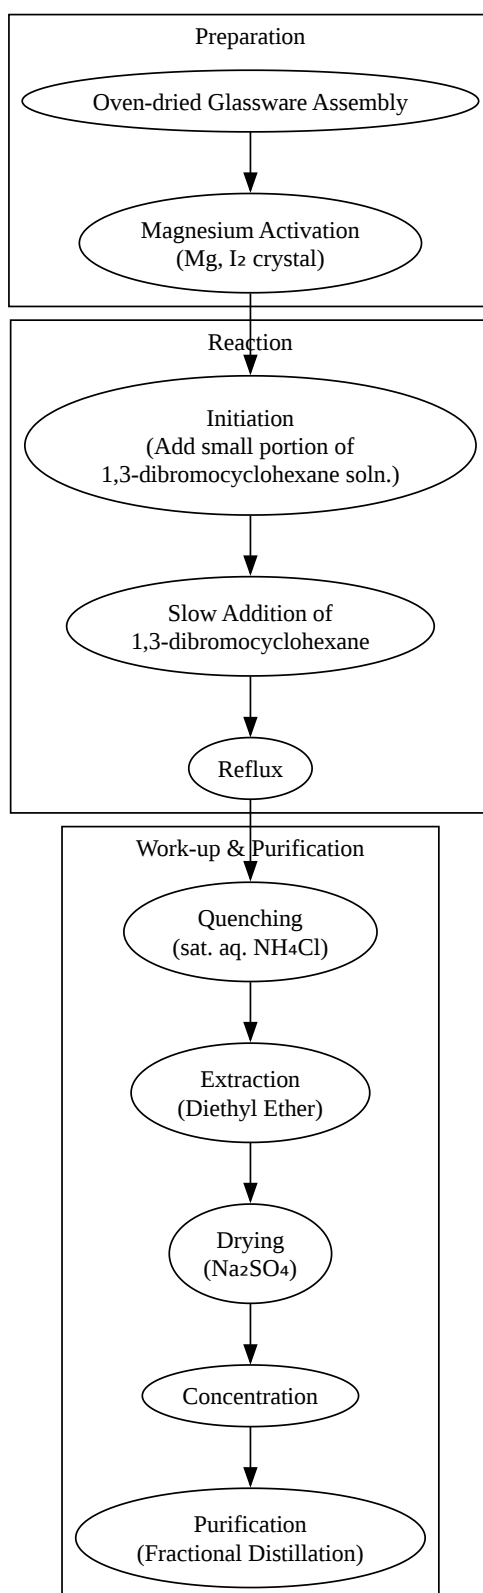 Preparation
Oven-dried Glassware Assembly
Magnesium Activation
(Mg, I₂ crystal)
Reaction
Initiation
(Add small portion of
1,3-dibromocyclohexane soln.)
Slow Addition of
1,3-dibromocyclohexane
Reflux
Work-up & Purification
Quenching
(sat. aq. NH₄Cl)
Extraction
(Diethyl Ether)
Drying
(Na₂SO₄)
Concentration
Purification
(Fractional Distillation)